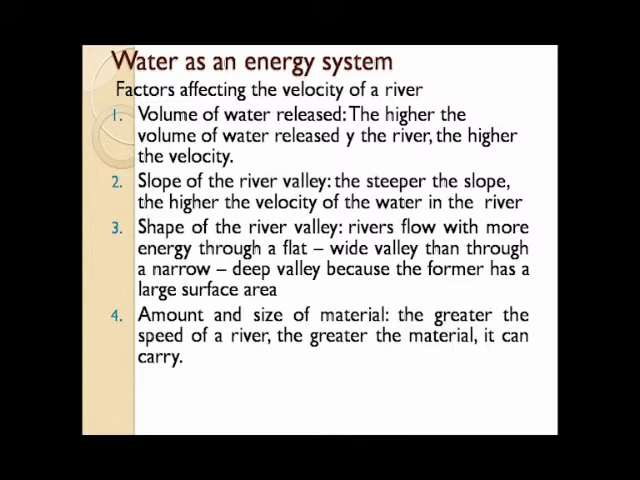 Water as an energy system
Factors affecting the velocity of a river
1. Volume of water released: The higher the
volume of water released y the river, the higher
the velocity.
2. Slope of the river valley: the steeper the slope,
the higher the velocity of the water in the river
3. Shape of the river valley: rivers flow with more
energy through a flat – wide valley than through
a narrow – deep valley because the former has a
large surface area
4. Amount and size of material: the greater the
speed of a river, the greater the material, it can
carry.